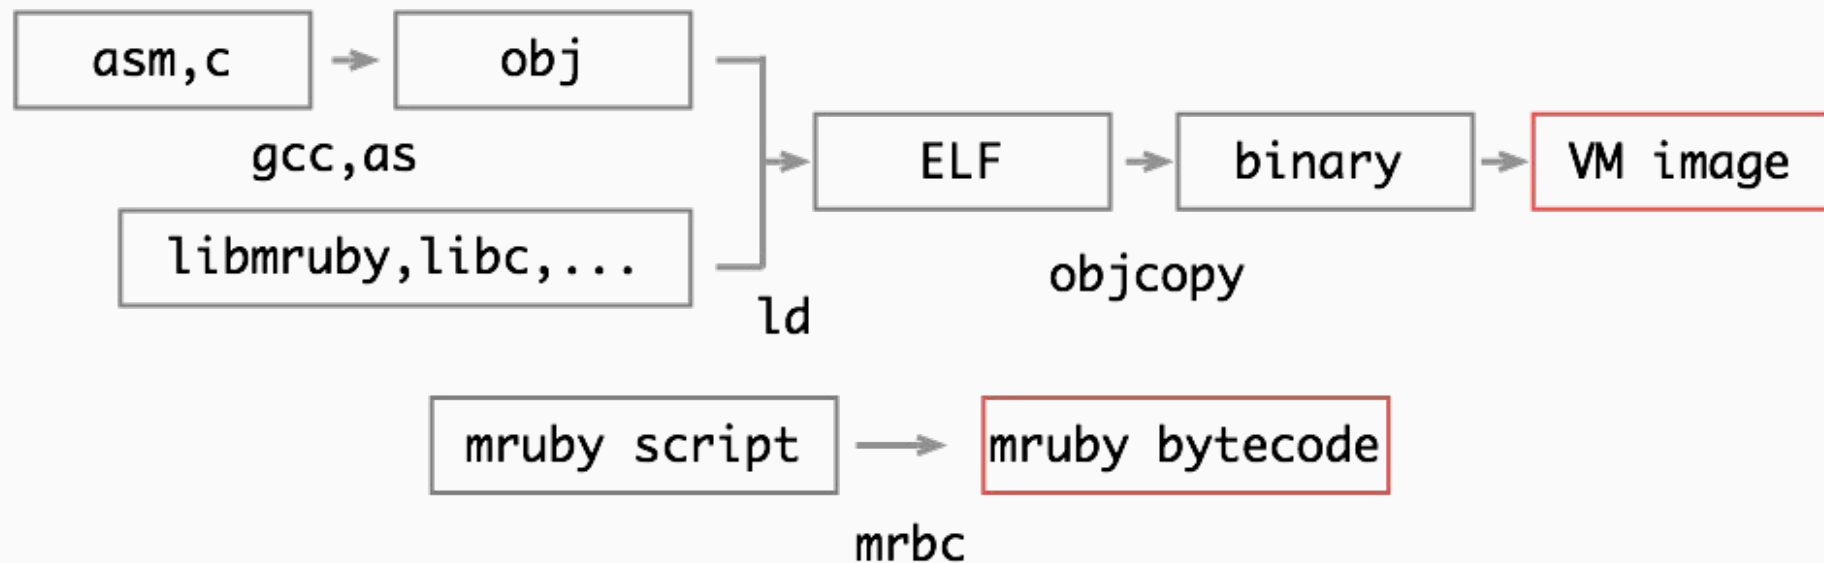 asm,c
obj
gcc,as
ELF
binary
VM image
libmruby,libc,...
objcopy
ld
mruby script
mruby bytecode
mrbc